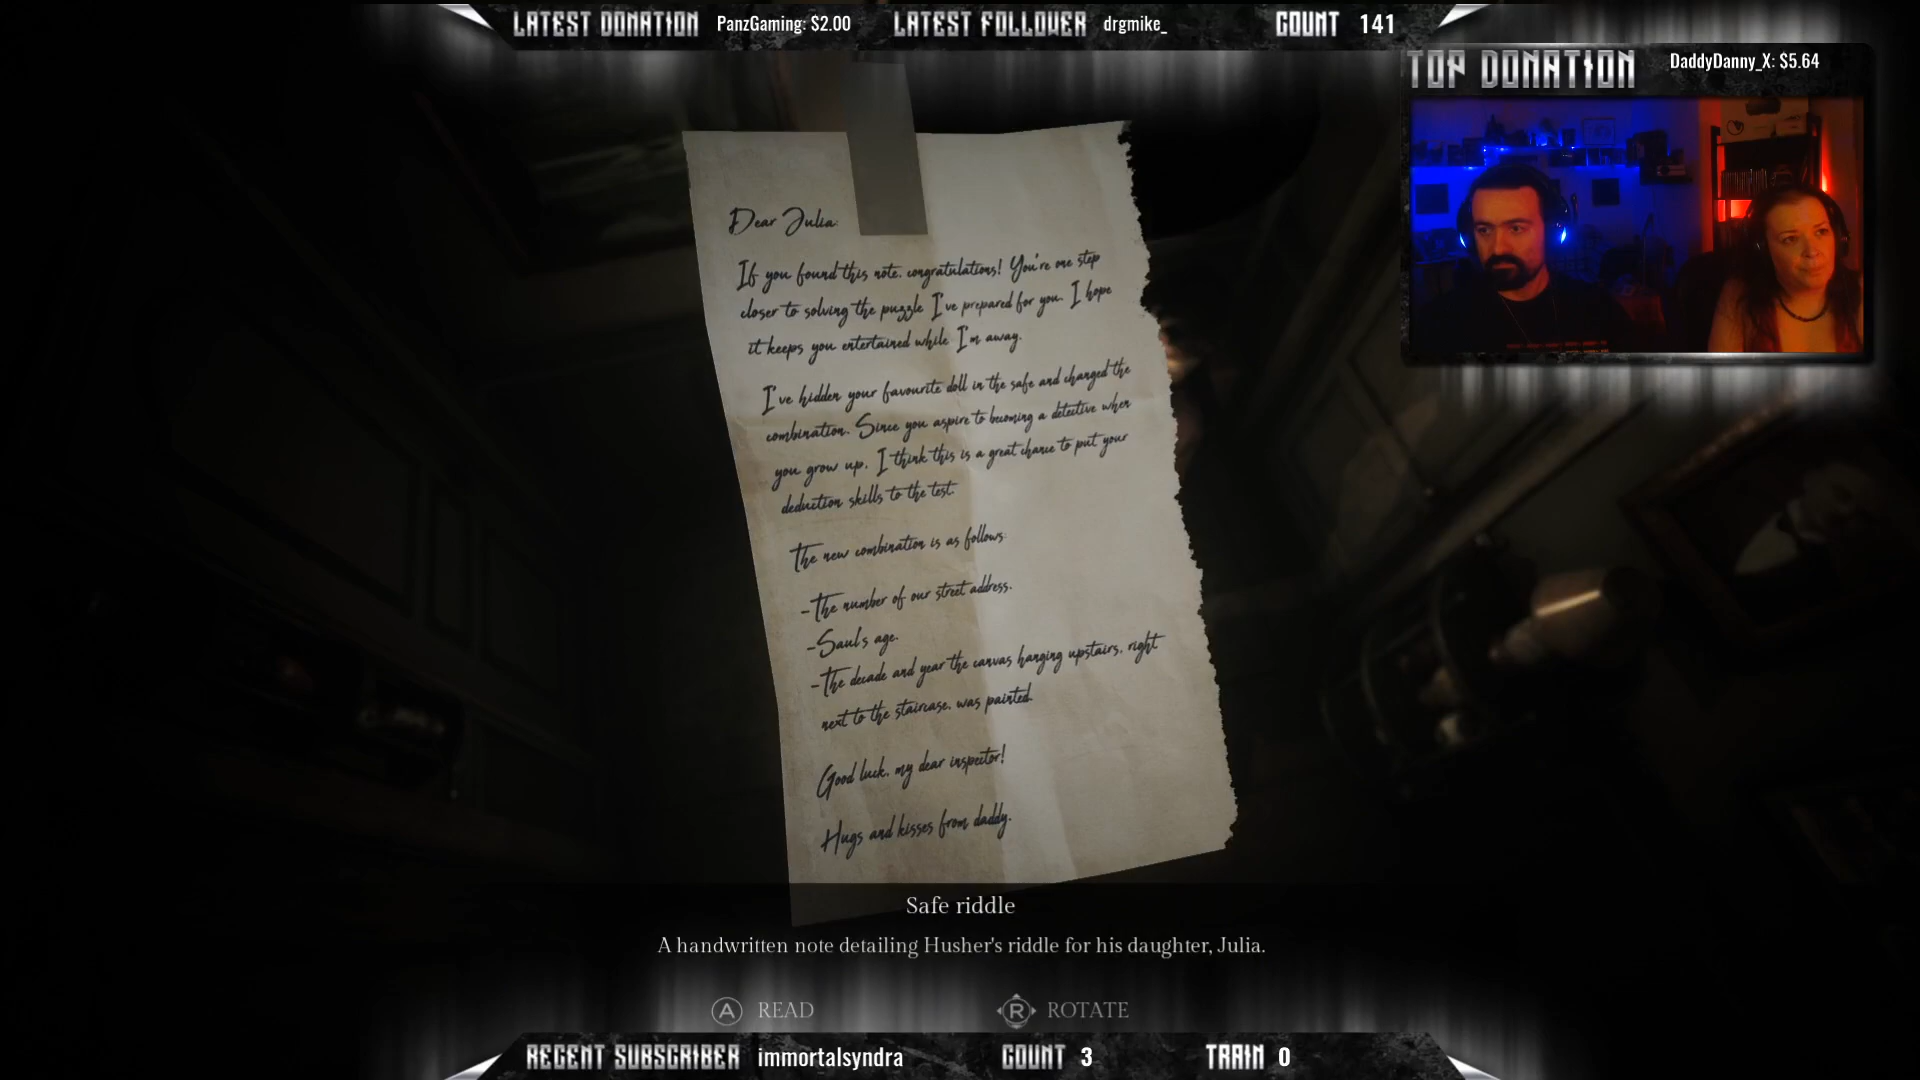 LATEST DONATION PanzGaming: $2.00 LATEST FOLLOWER drgmike_ COUNT 141
TOP DONATION DaddyDanny_X: $5.64
Dear Julia:
If you found this note, congratulations! You're one step
closer to solving the puzzle I've prepared for you. I hope
it keeps you entertained while I'm away.
I've hidden your favourite doll in the safe and changed the
combination. Since you aspire to becoming a detective when
you grow up, I think this is a great chance to put your
deduction skills to the test.
The new combination is as follows:
-The number of our street address.
-Saul's age.
-The decade and year the canvas hanging upstairs, right
next to the staircase, was painted.
Good luck, my dear inspector!
Hugs and kisses from daddy.
Safe riddle
A handwritten note detailing Husher's riddle for his daughter, Julia.
A READ R ROTATE
RECENT SUBSCRIBER immortalsyndra COUNT 3 TRAIN 0